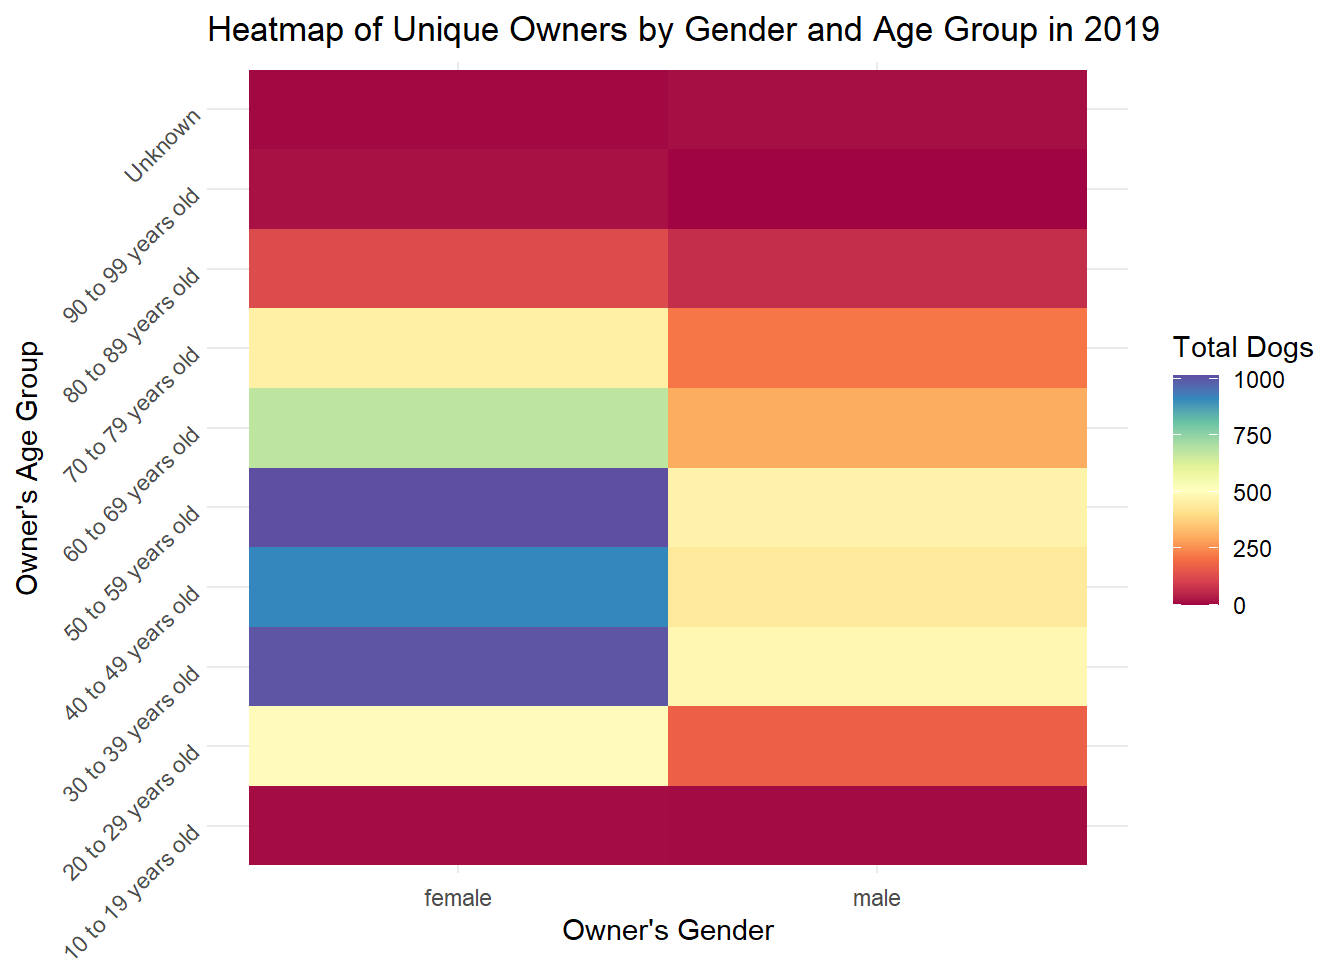 Heatmap of Unique Owners by Gender and Age Group in 2019
Owner's Age Group
Unknown
90 to 99 years old
80 to 89 years old
70 to 79 years old
60 to 69 years old
50 to 59 years old
40 to 49 years old
30 to 39 years old
20 to 29 years old
10 to 19 years old
female
male
Owner's Gender
Total Dogs
1000
750
500
250
0